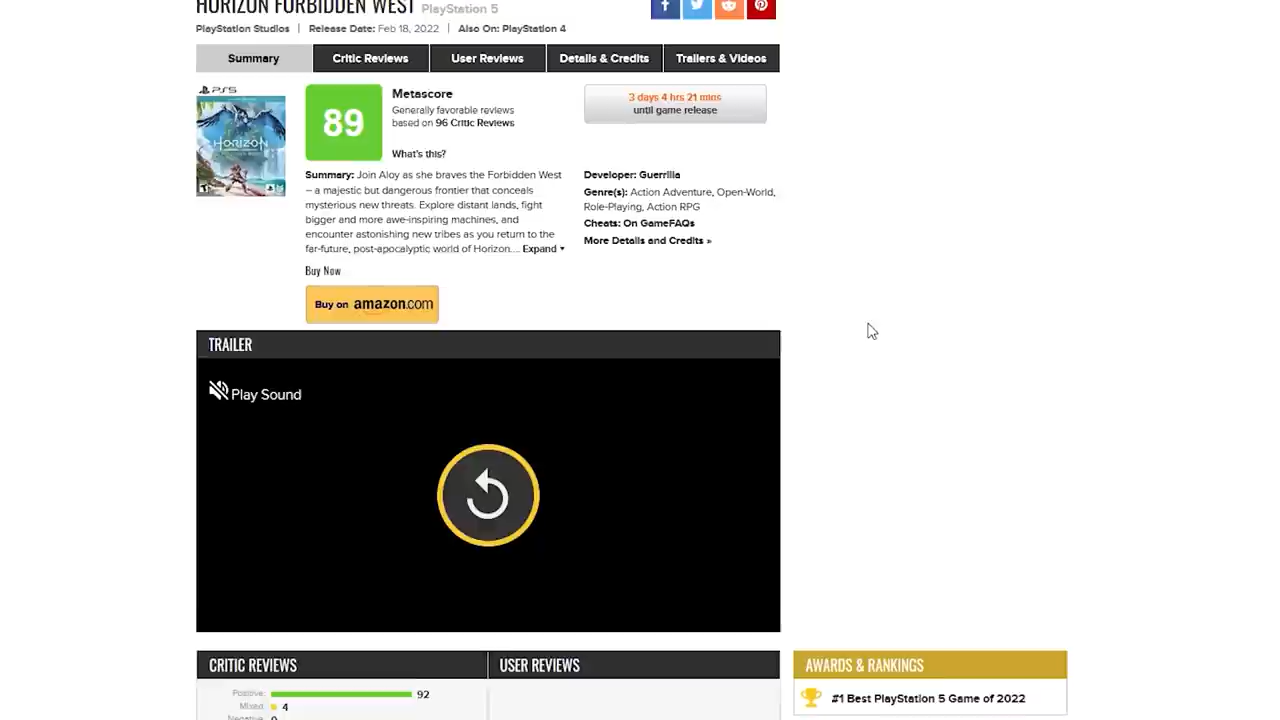 HORIZON FORBIDDEN WEST PlayStation 5
PlayStation Studios | Release Date: Feb 18, 2022 | Also On: PlayStation 4
Summary
Critic Reviews
User Reviews
Details & Credits
Trailers & Videos
PS5
HORIZON
89
Metascore
Generally favorable reviews
based on 96 Critic Reviews
What's this?
3 days 4 hrs 21 mins
until game release
Summary: Join Aloy as she braves the Forbidden West
– a majestic but dangerous frontier that conceals
mysterious new threats. Explore distant lands, fight
bigger and more awe-inspiring machines, and
encounter astonishing new tribes as you return to the
far-future, post-apocalyptic world of Horizon.... Expand
Developer: Guerrilla
Genre(s): Action Adventure, Open-World,
Role-Playing, Action RPG
Cheats: On GameFAQs
More Details and Credits »
Buy Now
Buy on amazon.com
TRAILER
Play Sound
CRITIC REVIEWS
Positive: 92
Mixed: 4
Negative: 0
USER REVIEWS
AWARDS & RANKINGS
#1 Best PlayStation 5 Game of 2022